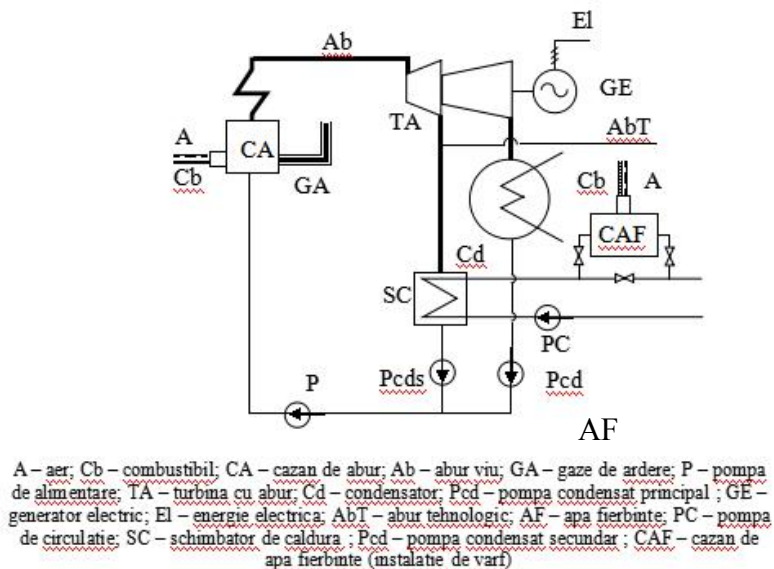 El
Ab
GE
TA
AbT
A
CA
Cb
GA
Cb
A
CAF
Cd
SC
PC
P
Pcds
Pcd
AF
A – aer; Cb – combustibil; CA – cazan de abur; Ab – abur viu; GA – gaze de ardere; P – pompa
de alimentare; TA – turbina cu abur; Cd – condensator; Pcd – pompa condensat principal ; GE –
generator electric; El – energie electrica; AbT – abur tehnologic; AF – apa fierbinte; PC – pompa
de circulatie; SC – schimbator de caldura ; Pcd – pompa condensat secundar ; CAF – cazan de
apa fierbinte (instalatie de varf)